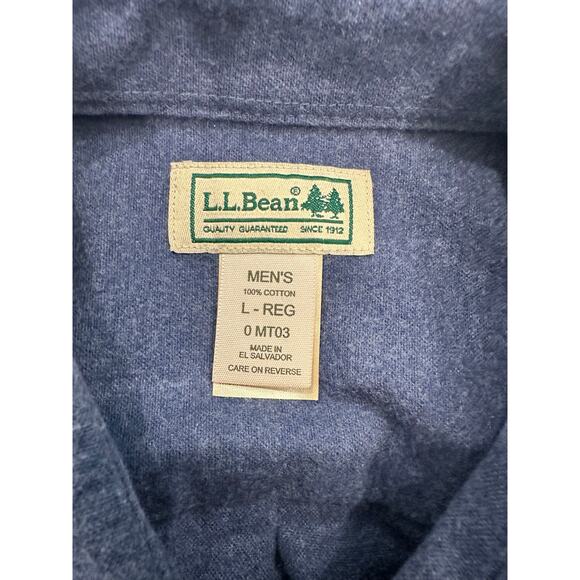 L.L.Bean®
QUALITY GUARANTEED SINCE 1912
MEN'S
100% COTTON
L - REG
0 MT03
MADE IN
EL SALVADOR
CARE ON REVERSE